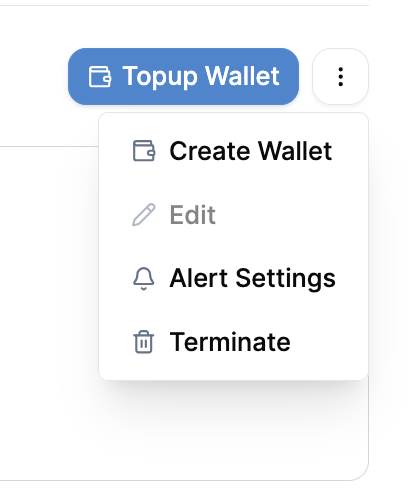 Topup Wallet
Create Wallet
Edit
Alert Settings
Terminate